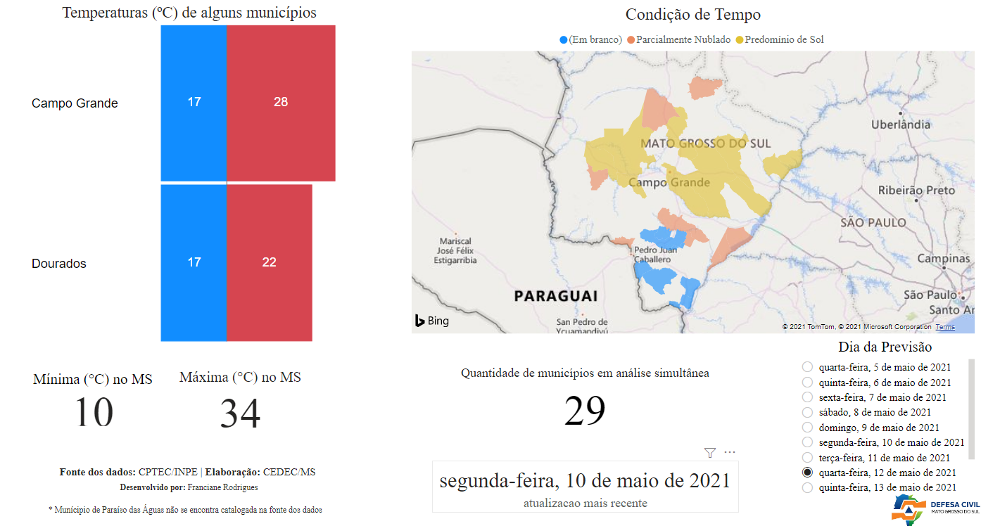 Temperaturas (ºC) de alguns municípios
Campo Grande
17
28
Dourados
17
22
Mínima (°C) no MS
10
Máxima (°C) no MS
34
Fonte dos dados: CPTEC/INPE | Elaboração: CEDEC/MS
Desenvolvido por: Franciane Rodrigues
* Munícipio de Paraíso das Águas não se encontra catalogada na fonte dos dados
Condição de Tempo
(Em branco) Parcialmente Nublado Predomínio de Sol
Uberlândia
MATO GROSSO DO SUL
Campo Grande
Ribeirão Preto
SÃO PAULO
Mariscal
José Félix
Estigarribia
Pedro Juan
Caballero
Campinas
PARAGUAI
São Paulo
Santo Ar
San Pedro de
Ycuamandivú
Bing
© 2021 TomTom, © 2021 Microsoft Corporation Terms
Quantidade de municípios em análise simultânea
29
segunda-feira, 10 de maio de 2021
atualizacao mais recente
Dia da Previsão
quarta-feira, 5 de maio de 2021
quinta-feira, 6 de maio de 2021
sexta-feira, 7 de maio de 2021
sábado, 8 de maio de 2021
domingo, 9 de maio de 2021
segunda-feira, 10 de maio de 2021
terça-feira, 11 de maio de 2021
quarta-feira, 12 de maio de 2021
quinta-feira, 13 de maio de 2021
DEFESA CIVIL
MATO GROSSO DO SUL